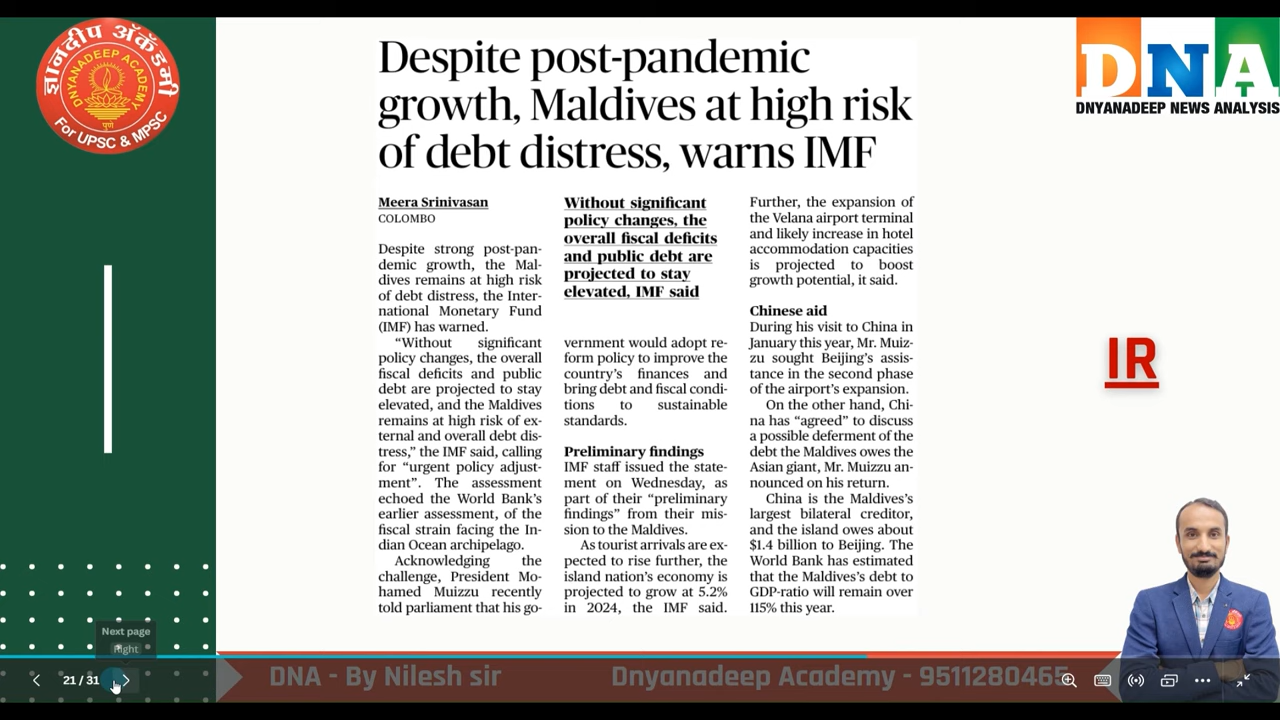 ज्ञानदीप अॅकॅडमी
DNYANADEEP ACADEMY
पुणे
For UPSC & MPSC
DNA
DNYANADEEP NEWS ANALYSIS
Despite post-pandemic
growth, Maldives at high risk
of debt distress, warns IMF
Meera Srinivasan
COLOMBO
Despite strong post-pan-
demic growth, the Mal-
dives remains at high risk
of debt distress, the Inter-
national Monetary Fund
(IMF) has warned.
“Without significant
policy changes, the overall
fiscal deficits and public
debt are projected to stay
elevated, and the Maldives
remains at high risk of ex-
ternal and overall debt dis-
tress,” the IMF said, calling
for “urgent policy adjust-
ment”. The assessment
echoed the World Bank’s
earlier assessment, of the
fiscal strain facing the In-
dian Ocean archipelago.
Acknowledging the
challenge, President Mo-
hamed Muizzu recently
told parliament that his go-
Without significant
policy changes, the
overall fiscal deficits
and public debt are
projected to stay
elevated, IMF said
vernment would adopt re-
form policy to improve the
country’s finances and
bring debt and fiscal condi-
tions to sustainable
standards.
Preliminary findings
IMF staff issued the state-
ment on Wednesday, as
part of their “preliminary
findings” from their mis-
sion to the Maldives.
As tourist arrivals are ex-
pected to rise further, the
island nation’s economy is
projected to grow at 5.2%
in 2024, the IMF said.
Further, the expansion of
the Velana airport terminal
and likely increase in hotel
accommodation capacities
is projected to boost
growth potential, it said.
Chinese aid
During his visit to China in
January this year, Mr. Muiz-
zu sought Beijing’s assis-
tance in the second phase
of the airport’s expansion.
On the other hand, Chi-
na has “agreed” to discuss
a possible deferment of the
debt the Maldives owes the
Asian giant, Mr. Muizzu an-
nounced on his return.
China is the Maldives’s
largest bilateral creditor,
and the island owes about
$1.4 billion to Beijing. The
World Bank has estimated
that the Maldives’s debt to
GDP-ratio will remain over
115% this year.
IR
Next page
Right
21 / 31
DNA - By Nilesh sir
Dnyanadeep Academy - 9511280465